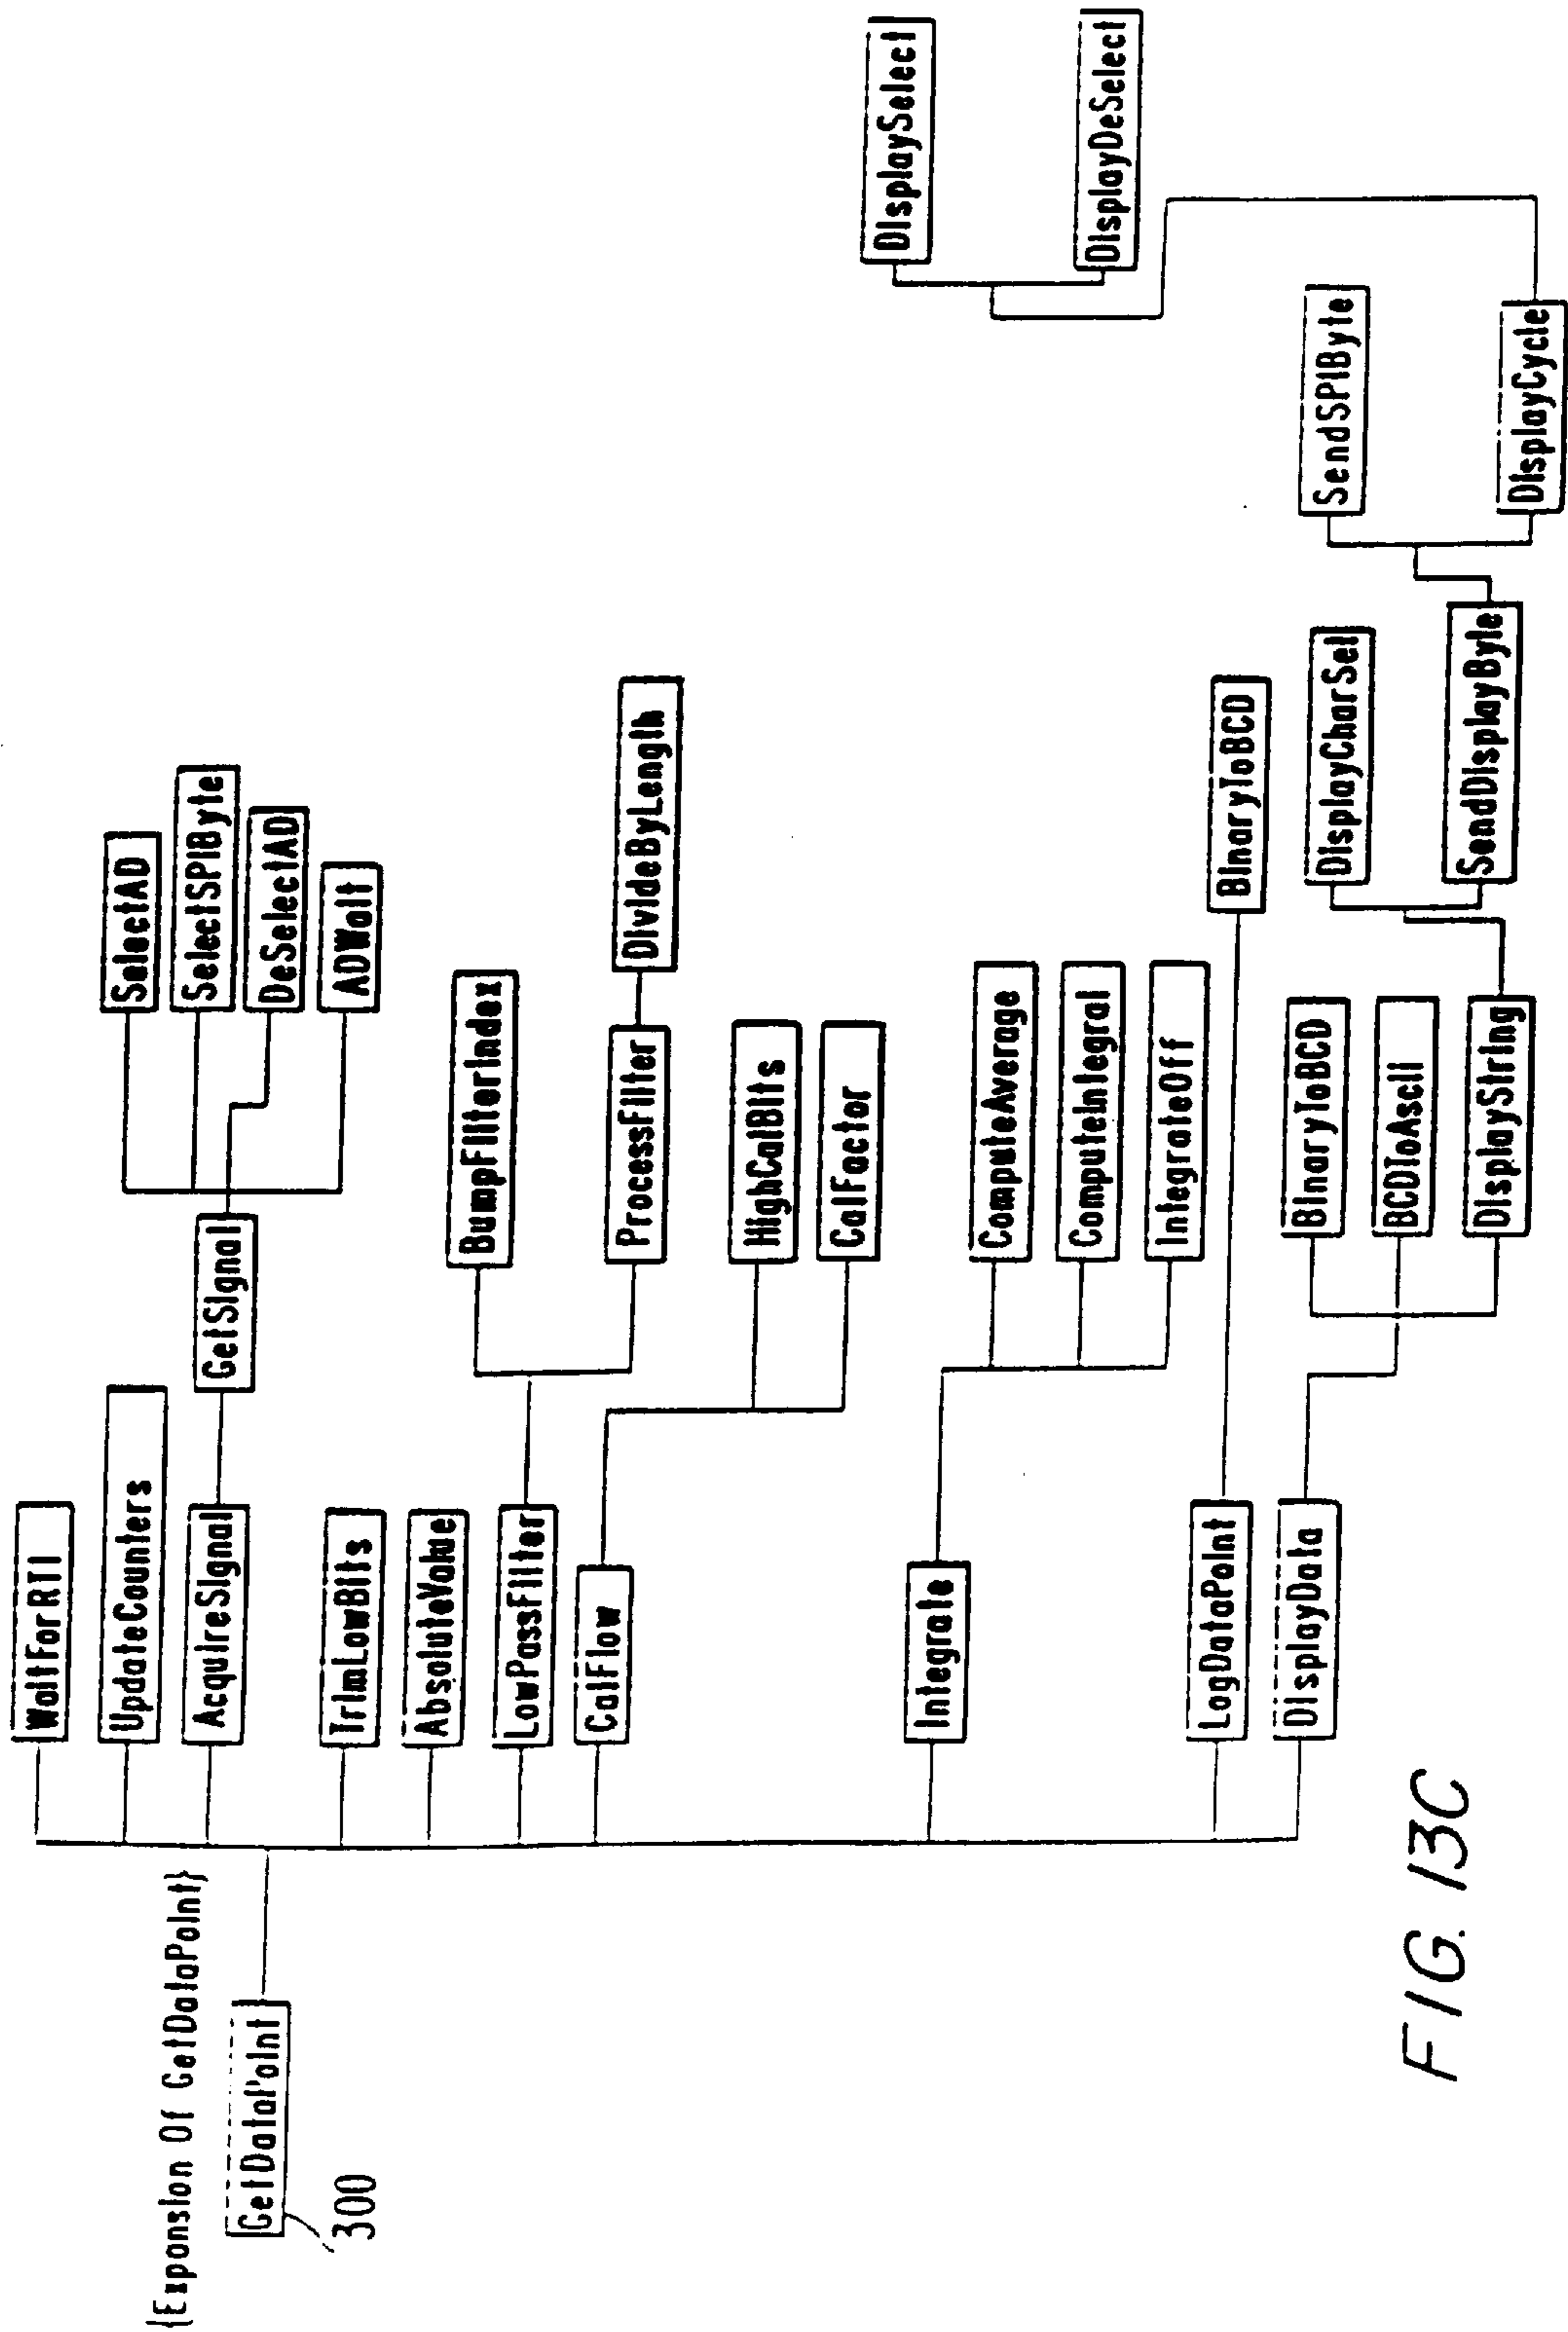 {Expansion Of GetDataPoint}
GetDataPoint
300
WaitForRTI
UpdateCounters
AcquireSignal
GetSignal
SelectAD
SelectSPIByte
DeSelectAD
ADWait
TrimLowBits
AbsoluteValue
LowPassFilter
BumpFilterIndex
ProcessFilter
DivideByLength
CalFlow
HighCalBits
CalFactor
Integrate
ComputeAverage
ComputeIntegral
IntegrateOff
LogDataPoint
BinaryToBCD
DisplayData
BinaryToBCD
BCDToAscii
DisplayString
DisplayCharSel
SendDisplayByte
SendSPIByte
DisplayCycle
DisplaySelect
DisplayDeSelect
FIG. 13C